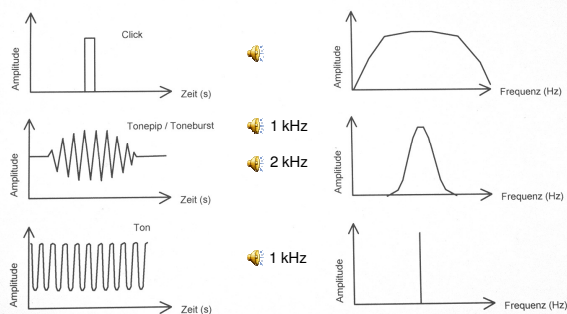 Amplitude
Click
Zeit (s)
Amplitude
Frequenz (Hz)
Amplitude
Tonepip / Toneburst
Zeit (s)
1 kHz
2 kHz
Amplitude
Frequenz (Hz)
Amplitude
Ton
Zeit (s)
1 kHz
Amplitude
Frequenz (Hz)